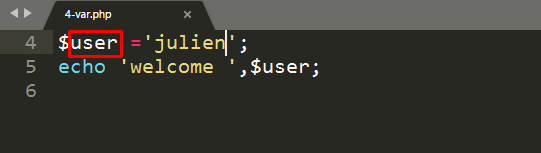 4-var.php ×
4 $user ='julien';
5 echo 'welcome ',$user;
6